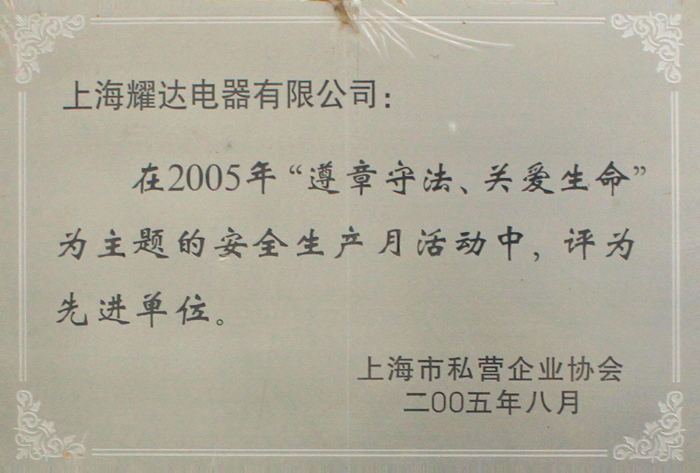 上海耀达电器有限公司:
在2005年“遵章守法、关爱生命”
为主题的安全生产月活动中,评为
先进单位。
上海市私营企业协会
二00五年八月